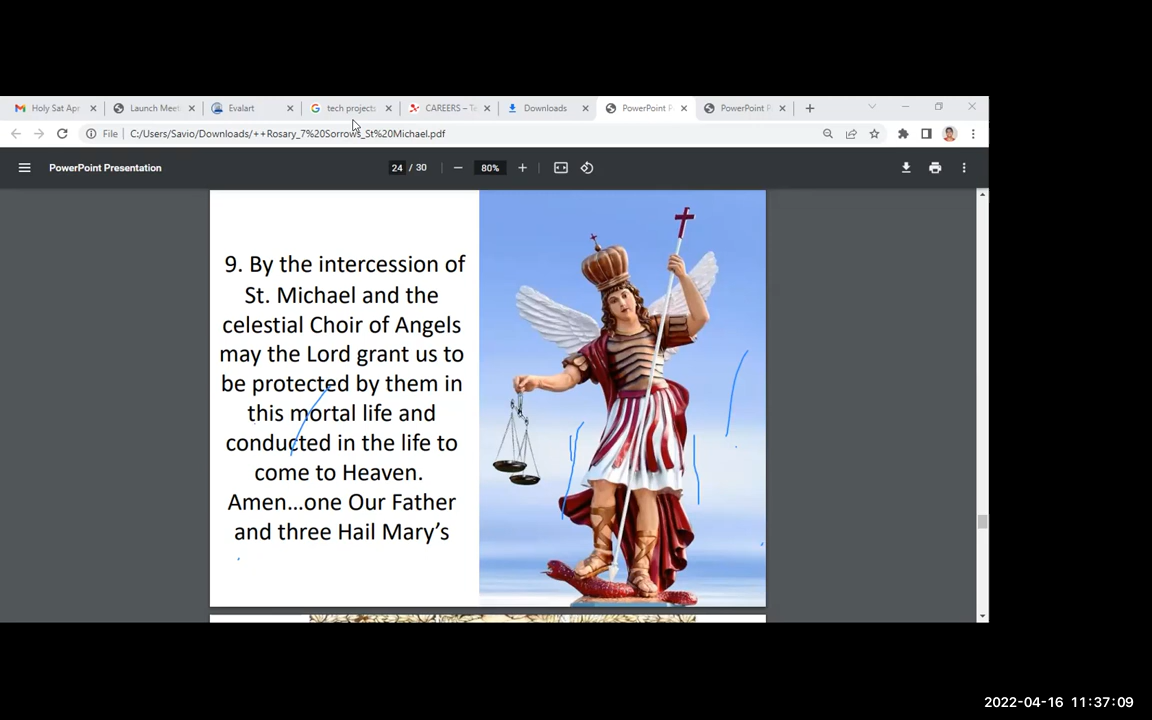 Holy Sat Apr
Launch Meet
Evalart
tech projects
CAREERS – Te
Downloads
PowerPoint P
PowerPoint P
File
C:/Users/Savio/Downloads/++Rosary_7%20Sorrows_St%20Michael.pdf
PowerPoint Presentation
24 / 30
80%
9. By the intercession of
St. Michael and the
celestial Choir of Angels
may the Lord grant us to
be protected by them in
this mortal life and
conducted in the life to
come to Heaven.
Amen...one Our Father
and three Hail Mary's
2022-04-16 11:37:09